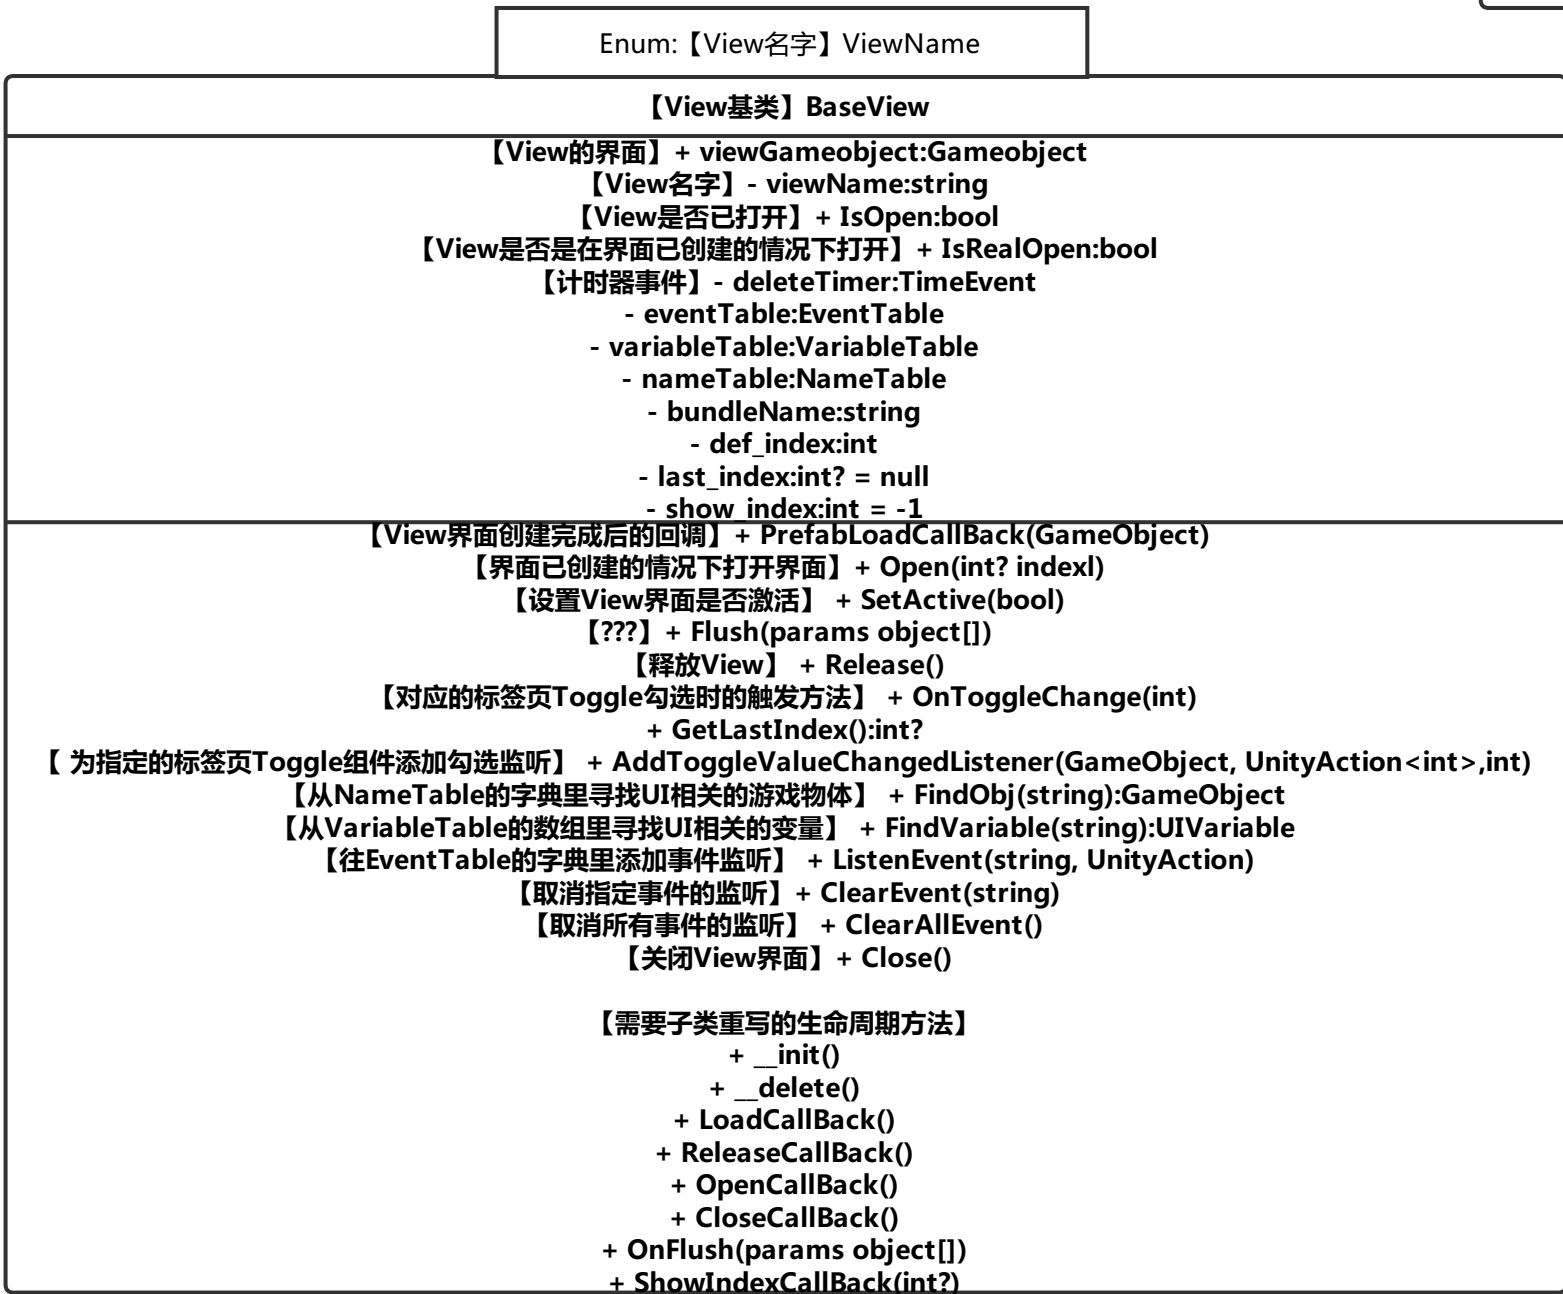 Enum:【View名字】ViewName
【View基类】BaseView
【View的界面】+ viewGameobject:Gameobject
【View名字】- viewName:string
【View是否已打开】+ IsOpen:bool
【View是否是在界面已创建的情况下打开】+ IsRealOpen:bool
【计时器事件】- deleteTimer:TimeEvent
- eventTable:EventTable
- variableTable:VariableTable
- nameTable:NameTable
- bundleName:string
- def_index:int
- last_index:int? = null
- show_index:int = -1
【View界面创建完成后的回调】+ PrefabLoadCallBack(GameObject)
【界面已创建的情况下打开界面】+ Open(int? indexl)
【设置View界面是否激活】 + SetActive(bool)
【???】+ Flush(params object[])
【释放View】 + Release()
【对应的标签页Toggle勾选时的触发方法】 + OnToggleChange(int)
+ GetLastIndex():int?
【 为指定的标签页Toggle组件添加勾选监听】 + AddToggleValueChangedListener(GameObject, UnityAction<int>,int)
【从NameTable的字典里寻找UI相关的游戏物体】 + FindObj(string):GameObject
【从VariableTable的数组里寻找UI相关的变量】 + FindVariable(string):UIVariable
【往EventTable的字典里添加事件监听】 + ListenEvent(string, UnityAction)
【取消指定事件的监听】+ ClearEvent(string)
【取消所有事件的监听】 + ClearAllEvent()
【关闭View界面】+ Close()
【需要子类重写的生命周期方法】
+ __init()
+ __delete()
+ LoadCallBack()
+ ReleaseCallBack()
+ OpenCallBack()
+ CloseCallBack()
+ OnFlush(params object[])
+ ShowIndexCallBack(int?)